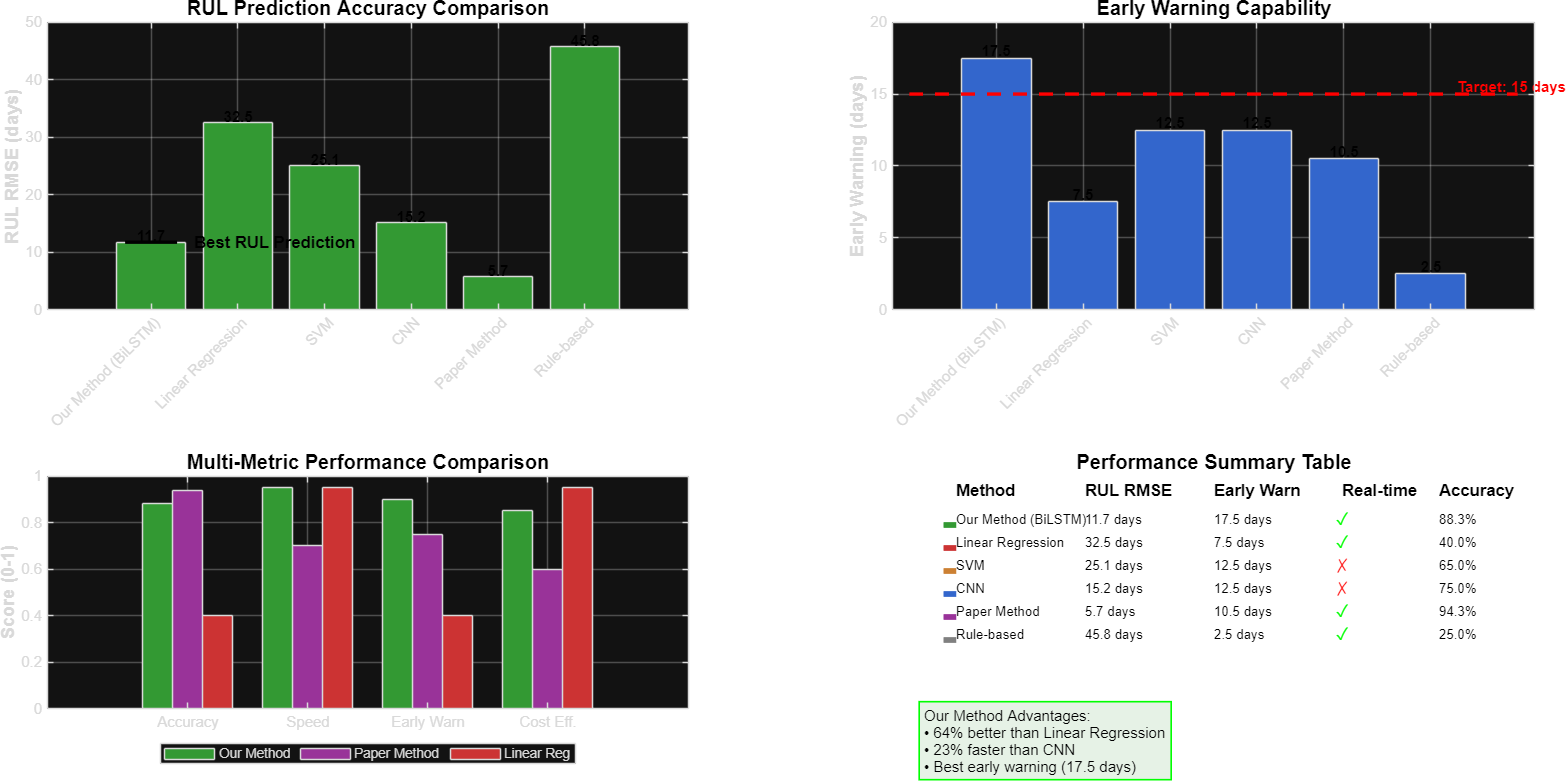 RUL Prediction Accuracy Comparison
RUL RMSE (days)
50
40
30
20
10
0
11.7
32.5
25.1
15.2
5.7
45.8
Best RUL Prediction
Our Method (BiLSTM)
Linear Regression
SVM
CNN
Paper Method
Rule-based
Early Warning Capability
Early Warning (days)
20
15
10
5
0
17.5
7.5
12.5
12.5
10.5
2.5
Target: 15 days
Our Method (BiLSTM)
Linear Regression
SVM
CNN
Paper Method
Rule-based
Multi-Metric Performance Comparison
Score (0-1)
1
0.8
0.6
0.4
0.2
0
Accuracy Speed Early Warn Cost Eff.
Our Method Paper Method Linear Reg
Performance Summary Table
Method RUL RMSE Early Warn Real-time Accuracy
Our Method (BiLSTM) 11.7 days 17.5 days ✓ 88.3%
Linear Regression 32.5 days 7.5 days ✓ 40.0%
SVM 25.1 days 12.5 days ✗ 65.0%
CNN 15.2 days 12.5 days ✗ 75.0%
Paper Method 5.7 days 10.5 days ✓ 94.3%
Rule-based 45.8 days 2.5 days ✓ 25.0%
Our Method Advantages:
• 64% better than Linear Regression
• 23% faster than CNN
• Best early warning (17.5 days)